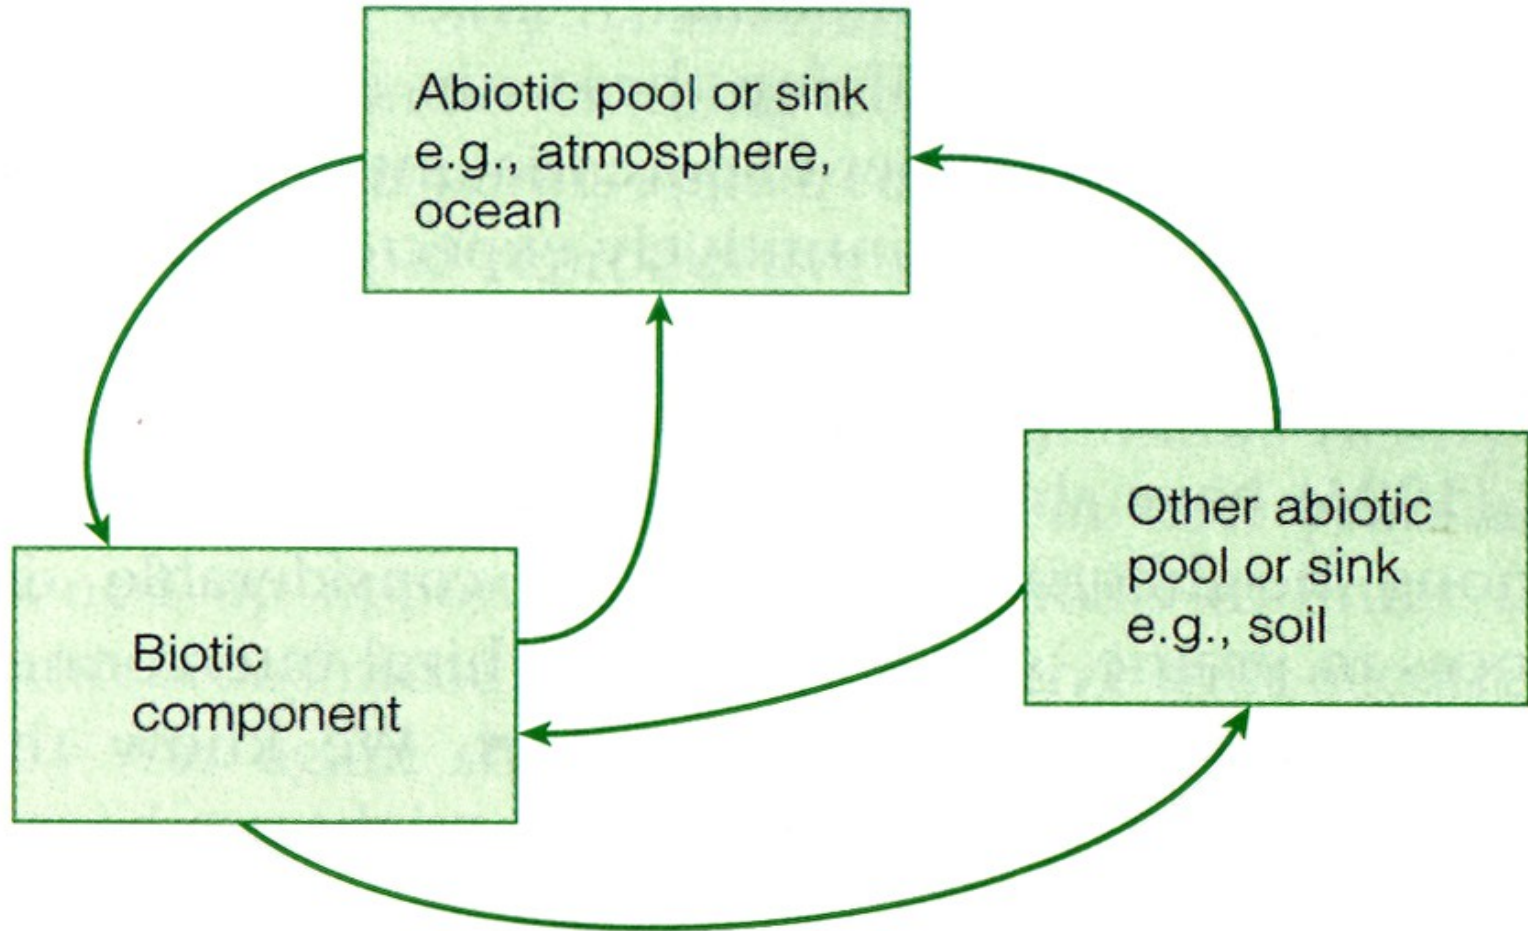 Abiotic pool or sink
e.g., atmosphere,
ocean
Other abiotic
pool or sink
e.g., soil
Biotic
component